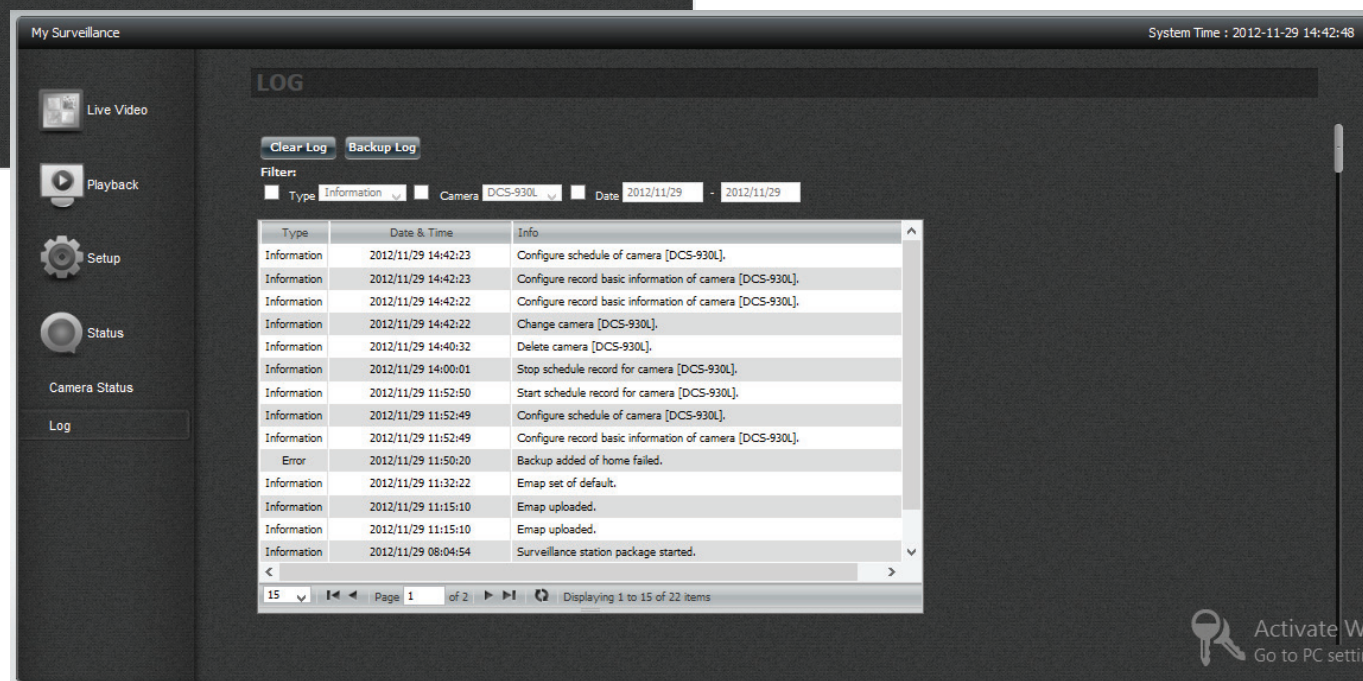 My Surveillance System Time : 2012-11-29 14:42:48
LOG
Live Video
Playback
Setup
Status
Camera Status
Log
Clear Log Backup Log
Filter:
Type Information Camera DCS-930L Date 2012/11/29 - 2012/11/29
Type Date & Time Info
Information 2012/11/29 14:42:23 Configure schedule of camera [DCS-930L].
Information 2012/11/29 14:42:23 Configure record basic information of camera [DCS-930L].
Information 2012/11/29 14:42:22 Configure record basic information of camera [DCS-930L].
Information 2012/11/29 14:42:22 Change camera [DCS-930L].
Information 2012/11/29 14:40:32 Delete camera [DCS-930L].
Information 2012/11/29 14:00:01 Stop schedule record for camera [DCS-930L].
Information 2012/11/29 11:52:50 Start schedule record for camera [DCS-930L].
Information 2012/11/29 11:52:49 Configure schedule of camera [DCS-930L].
Information 2012/11/29 11:52:49 Configure record basic information of camera [DCS-930L].
Error 2012/11/29 11:50:20 Backup added of home failed.
Information 2012/11/29 11:32:22 Emap set of default.
Information 2012/11/29 11:15:10 Emap uploaded.
Information 2012/11/29 11:15:10 Emap uploaded.
Information 2012/11/29 08:04:54 Surveillance station package started.
15 Page 1 of 2 Displaying 1 to 15 of 22 items
Activate W
Go to PC setti